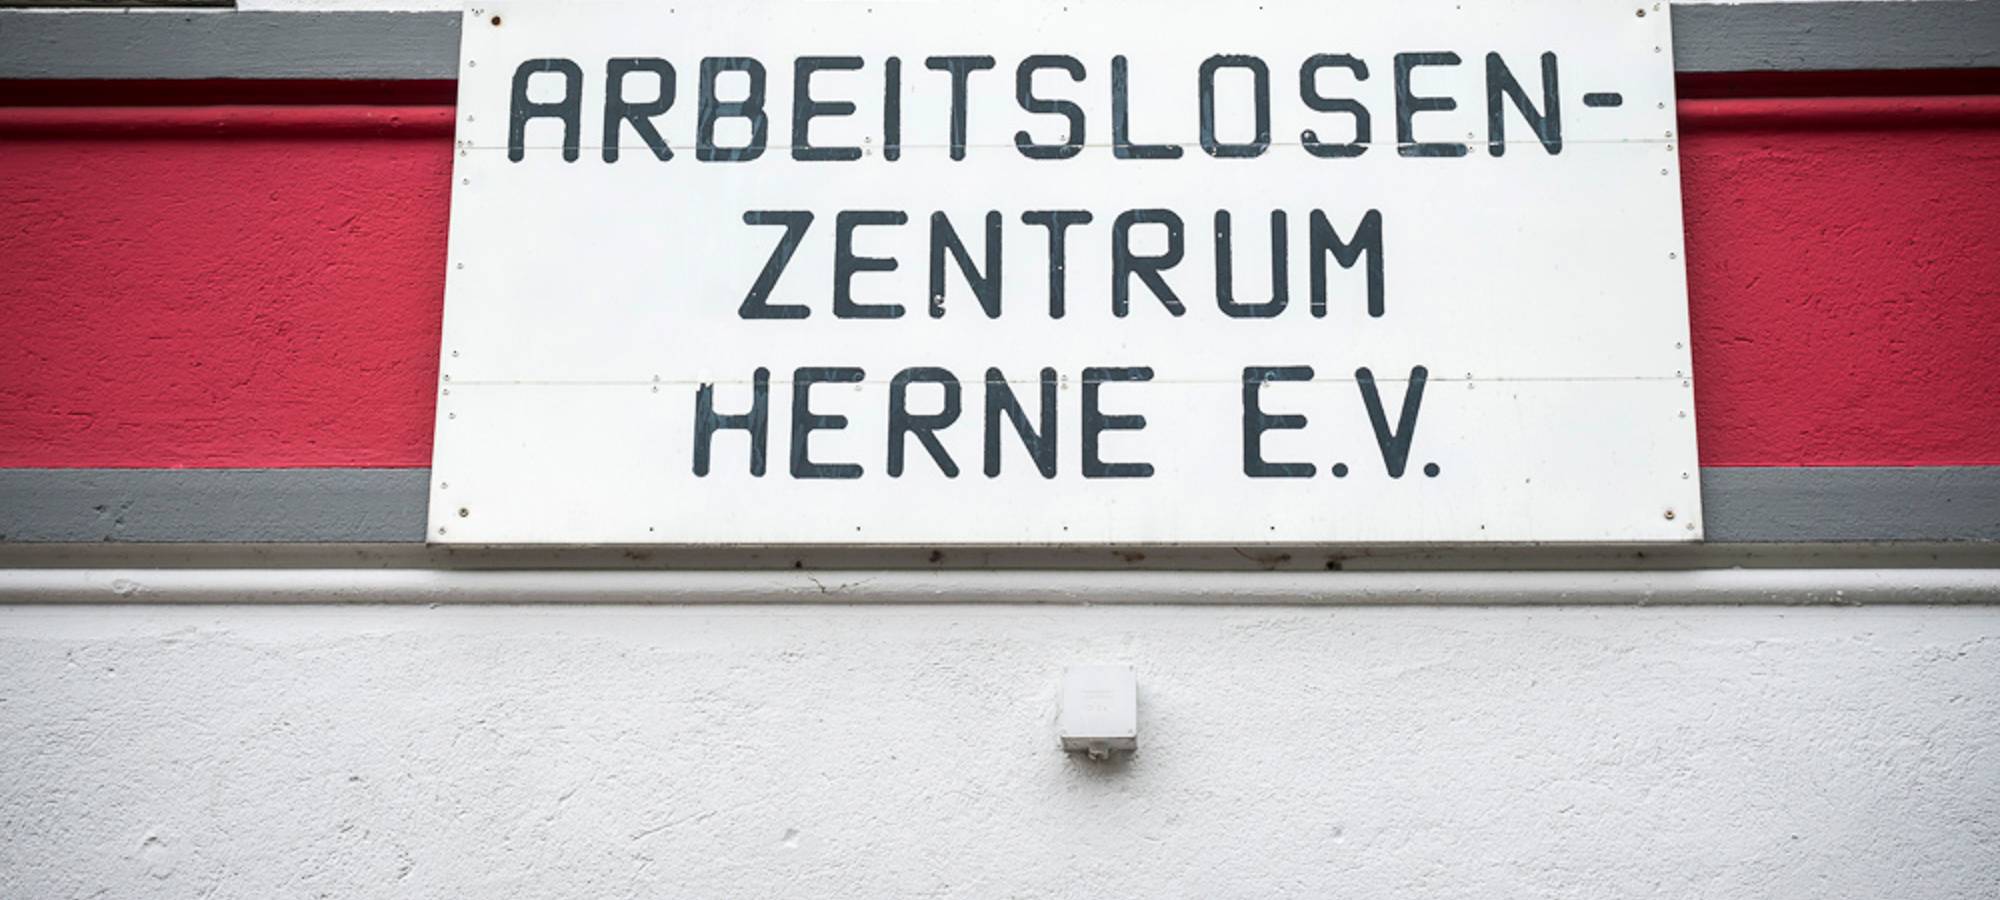 ARBEITSLOSEN-
ZENTRUM
HERNE E.V.